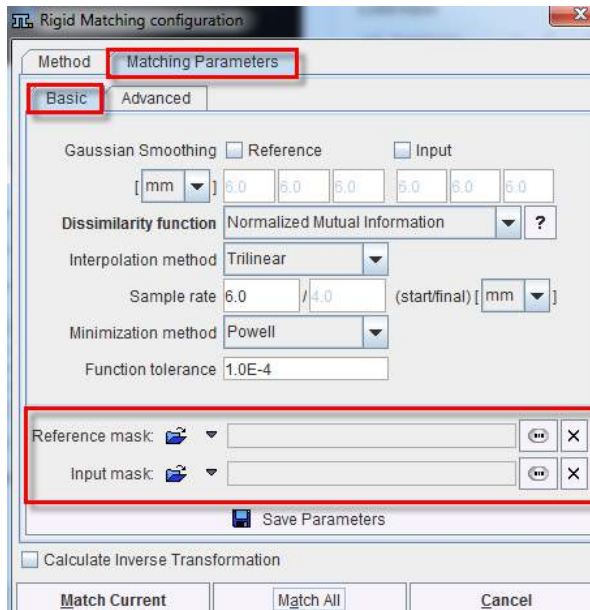 Rigid Matching configuration
Method Matching Parameters
Basic Advanced
Gaussian Smoothing Reference Input
[ mm ] 6.0 6.0 6.0 6.0 6.0 6.0
Dissimilarity function Normalized Mutual Information ?
Interpolation method Trilinear
Sample rate 6.0 / 4.0 (start/final) [ mm ]
Minimization method Powell
Function tolerance 1.0E-4
Reference mask:
Input mask:
Save Parameters
Calculate Inverse Transformation
Match Current Match All Cancel